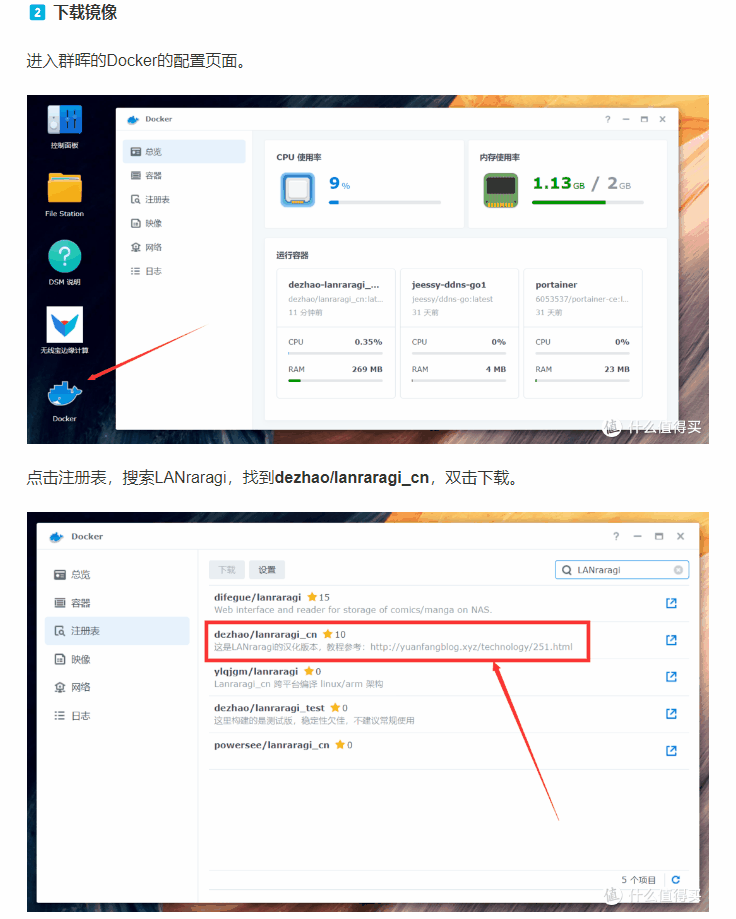 2 下载镜像
进入群晖的Docker的配置页面。
控制面板
File Station
DSM 说明
无线宝边缘计算
Docker
Docker
总览
容器
注册表
映像
网络
日志
CPU 使用率
9 %
内存使用率
1.13 GB / 2 GB
运行容器
dezhao-lanraragi_...
dezhao/lanraragi_cn:lat...
11 分钟前
CPU 0.35%
RAM 269 MB
jeessy-ddns-go1
jeessy/ddns-go:latest
31 天前
CPU 0%
RAM 4 MB
portainer
6053537/portainer-ce:l...
31 天前
CPU 0%
RAM 23 MB
值 什么值得买
点击注册表，搜索LANraragi，找到dezhao/lanraragi_cn，双击下载。
Docker
总览
容器
注册表
映像
网络
日志
下载 设置
LANraragi
difegue/lanraragi 15
Web interface and reader for storage of comics/manga on NAS.
dezhao/lanraragi_cn 10
这是LANraragi的汉化版本，教程参考：http://yuanfangblog.xyz/technology/251.html
ylqjgm/lanraragi 0
Lanraragi_cn 跨平台编译 linux/arm 架构
dezhao/lanraragi_test 0
这里构建的是测试版，稳定性欠佳，不建议常规使用
powersee/lanraragi_cn 0
5 个项目
值 什么值得买